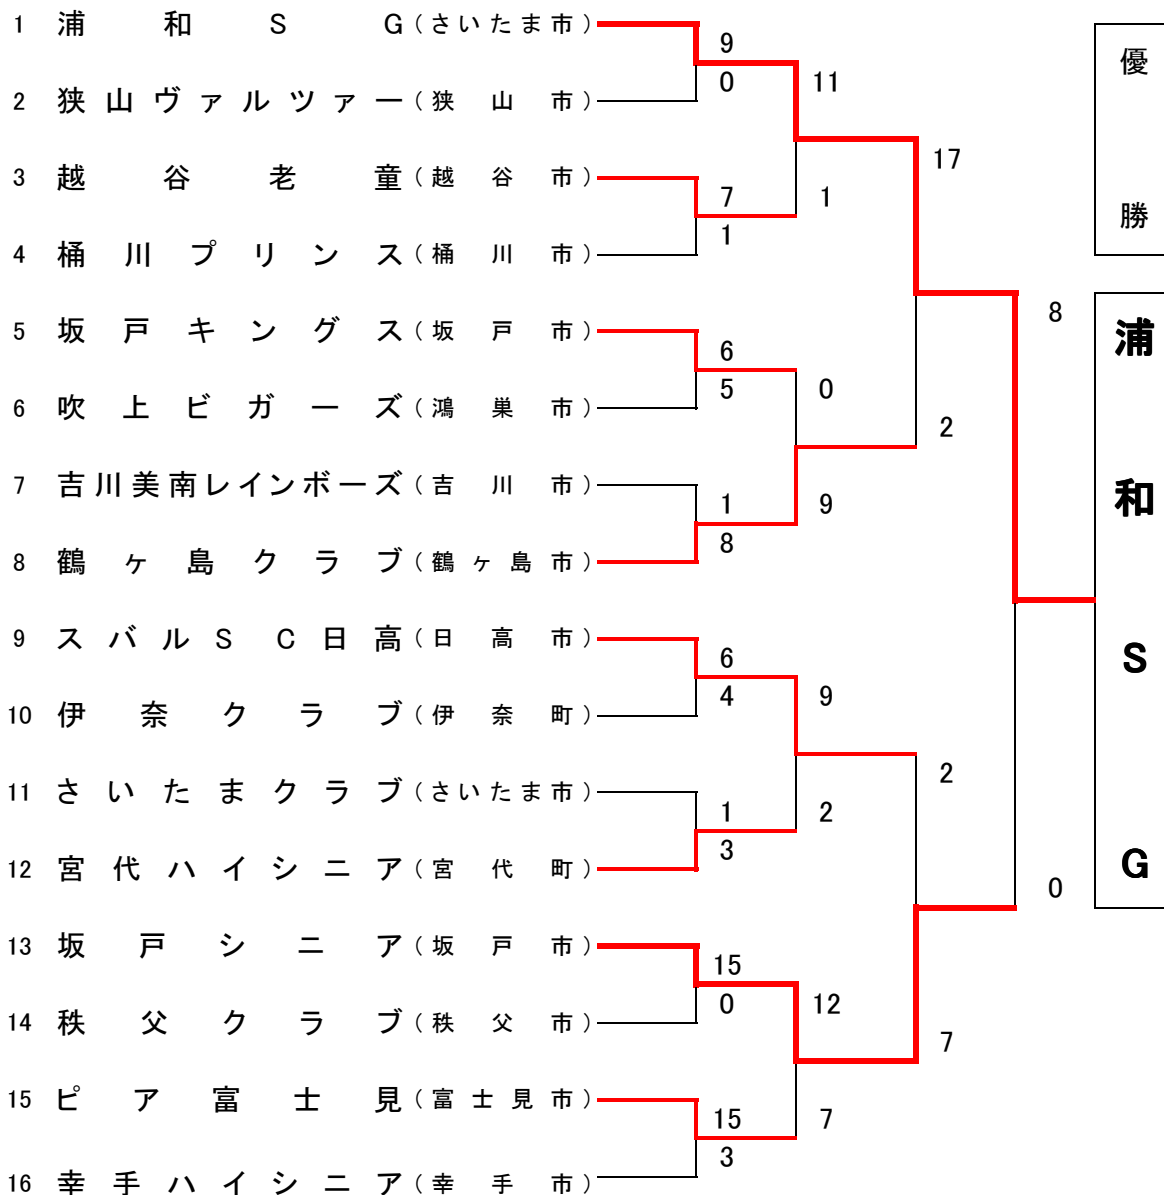 1 浦和SG(さいたま市)
9
0
11
2 狭山ヴァルツァー(狭山市)
17
3 越谷老童(越谷市)
7
1
1
4 桶川プリンス(桶川市)
8
5 坂戸キングス(坂戸市)
6
5
0
6 吹上ビガーズ(鴻巣市)
2
7 吉川美南レインボーズ(吉川市)
1
8
9
8 鶴ヶ島クラブ(鶴ヶ島市)
9 スバルSC日高(日高市)
6
4
9
10 伊奈クラブ(伊奈町)
2
11 さいたまクラブ(さいたま市)
1
3
2
12 宮代ハイシニア(宮代町)
0
13 坂戸シニア(坂戸市)
15
0
12
14 秩父クラブ(秩父市)
7
15 ピア富士見(富士見市)
15
3
7
16 幸手ハイシニア(幸手市)
優勝
浦和SG